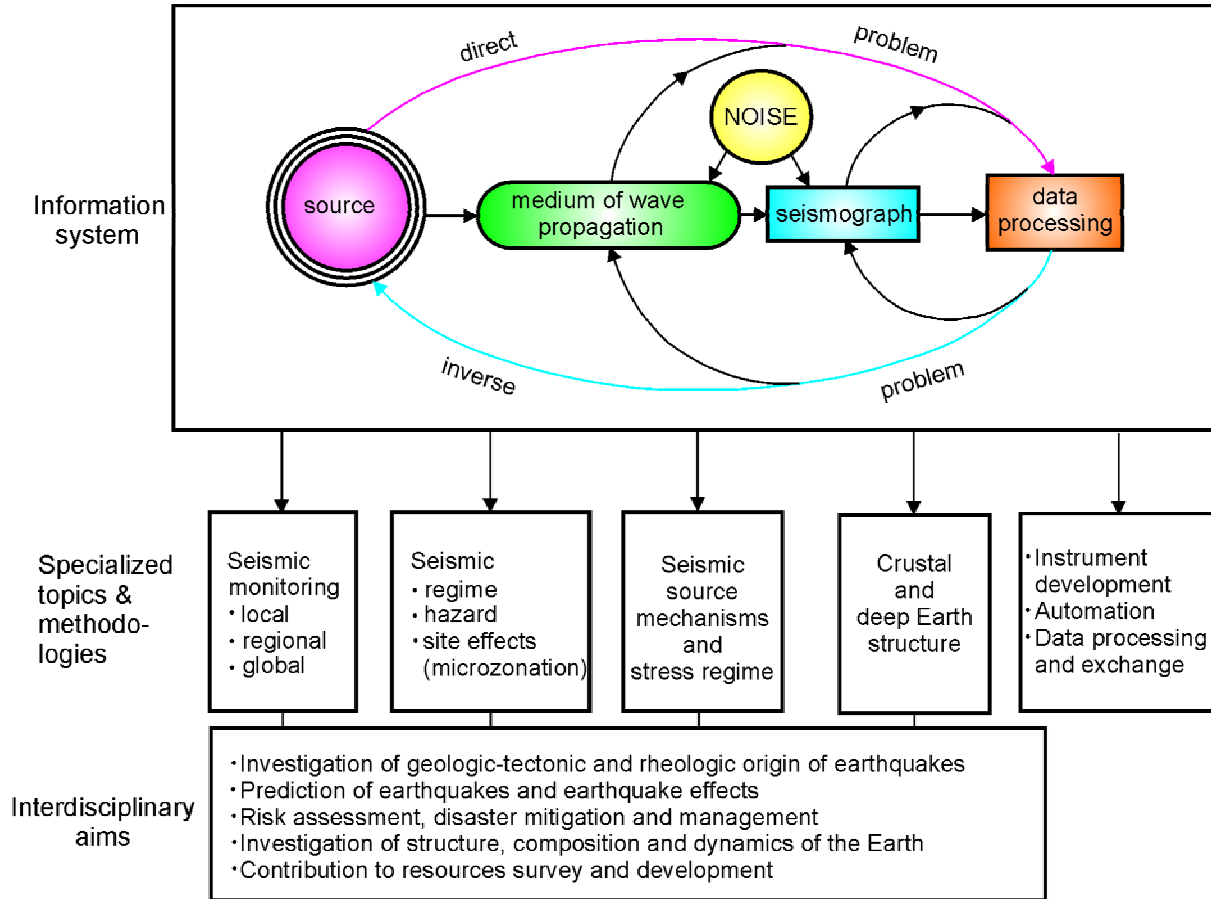 direct
problem
NOISE
Information
system
source
medium of wave
propagation
seismograph
data
processing
inverse
problem
Specialized
topics &
methodo-
logies
Seismic
monitoring
· local
· regional
· global
Seismic
· regime
· hazard
· site effects
(microzonation)
Seismic
source
mechanisms
and
stress regime
Crustal
and
deep Earth
structure
· Instrument
development
· Automation
· Data processing
and exchange
Interdisciplinary
aims
· Investigation of geologic-tectonic and rheologic origin of earthquakes
· Prediction of earthquakes and earthquake effects
· Risk assessment, disaster mitigation and management
· Investigation of structure, composition and dynamics of the Earth
· Contribution to resources survey and development